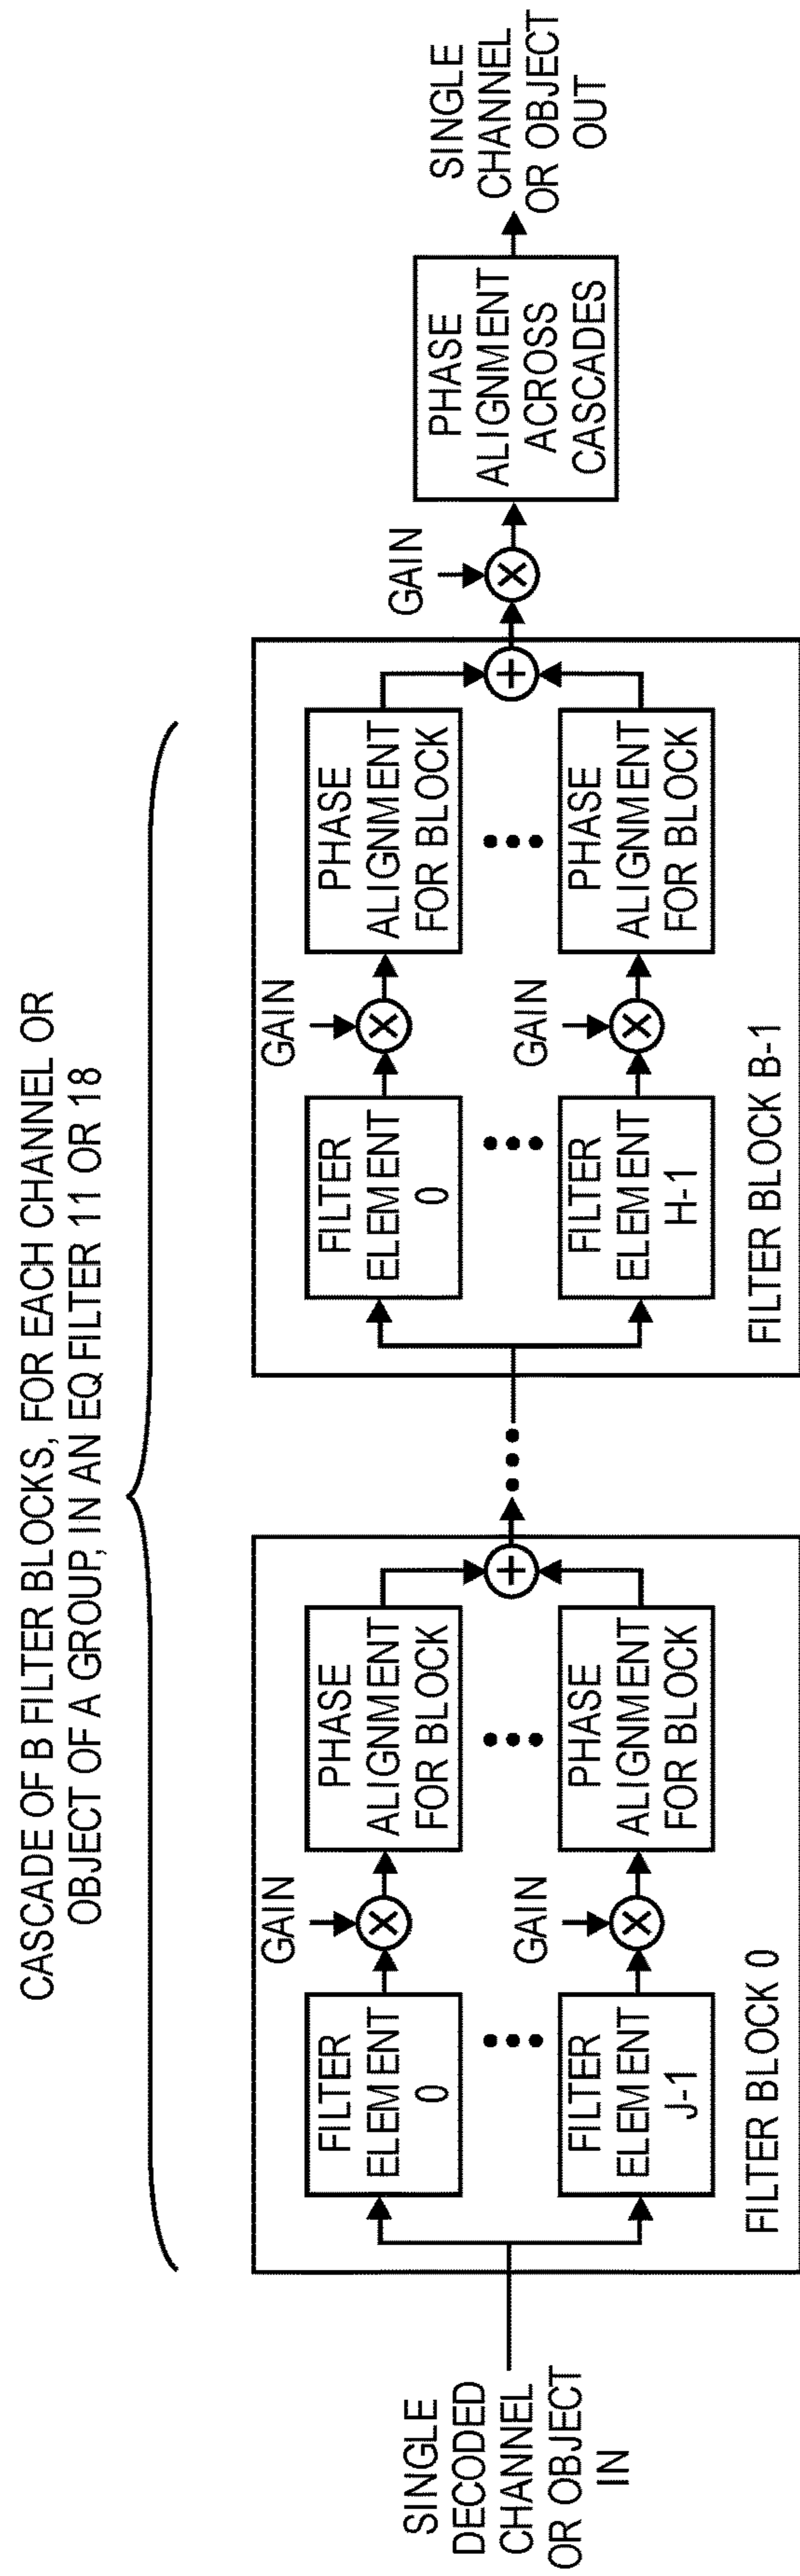 CASCADE OF B FILTER BLOCKS, FOR EACH CHANNEL OR
OBJECT OF A GROUP, IN AN EQ FILTER 11 OR 18
SINGLE
DECODED
CHANNEL
OR OBJECT
IN
FILTER
ELEMENT
0
GAIN
X
PHASE
ALIGNMENT
FOR BLOCK
FILTER
ELEMENT
J-1
GAIN
X
PHASE
ALIGNMENT
FOR BLOCK
+
FILTER BLOCK 0
FILTER
ELEMENT
0
GAIN
X
PHASE
ALIGNMENT
FOR BLOCK
FILTER
ELEMENT
H-1
GAIN
X
PHASE
ALIGNMENT
FOR BLOCK
+
FILTER BLOCK B-1
GAIN
X
PHASE
ALIGNMENT
ACROSS
CASCADES
SINGLE
CHANNEL
OR OBJECT
OUT